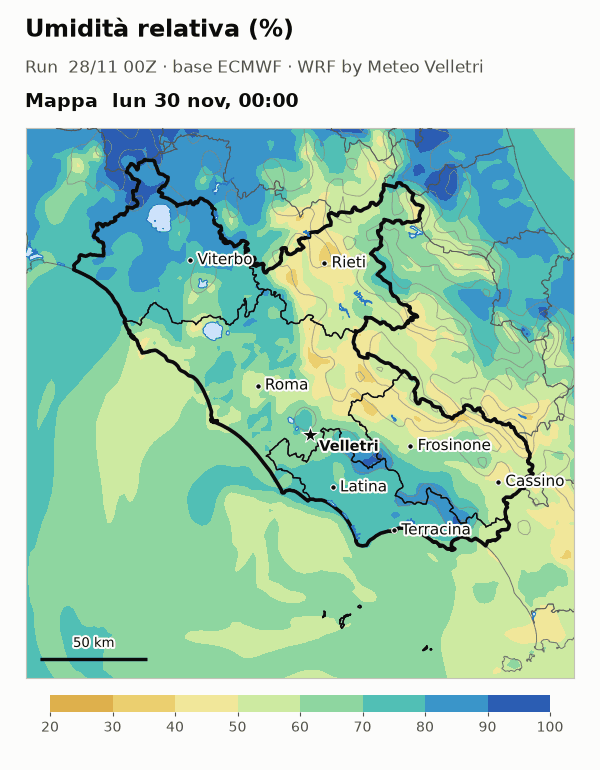 Umidità relativa (%)
Run  28/11 00Z · base ECMWF · WRF by Meteo Velletri
Mappa  lun 30 nov, 00:00
Viterbo
Rieti
Roma
Velletri
Frosinone
Cassino
Latina
Terracina
50 km
20 30 40 50 60 70 80 90 100